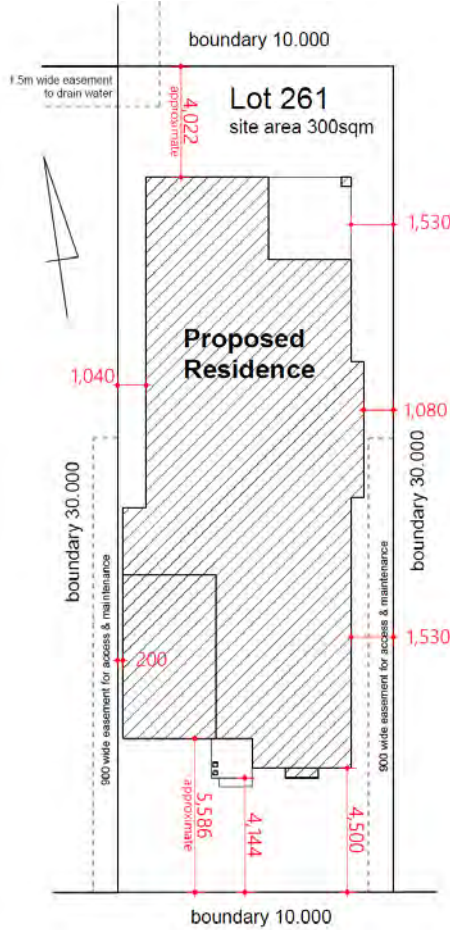 boundary 10.000
1.5m wide easement
to drain water
4,022
approximate
Lot 261
site area 300sqm
1,530
Proposed
Residence
1,040
1,080
boundary 30.000
boundary 30.000
900 wide easement for access & maintenance
900 wide easement for access & maintenance
1,530
200
5,586
approximate
4,144
4,500
boundary 10.000